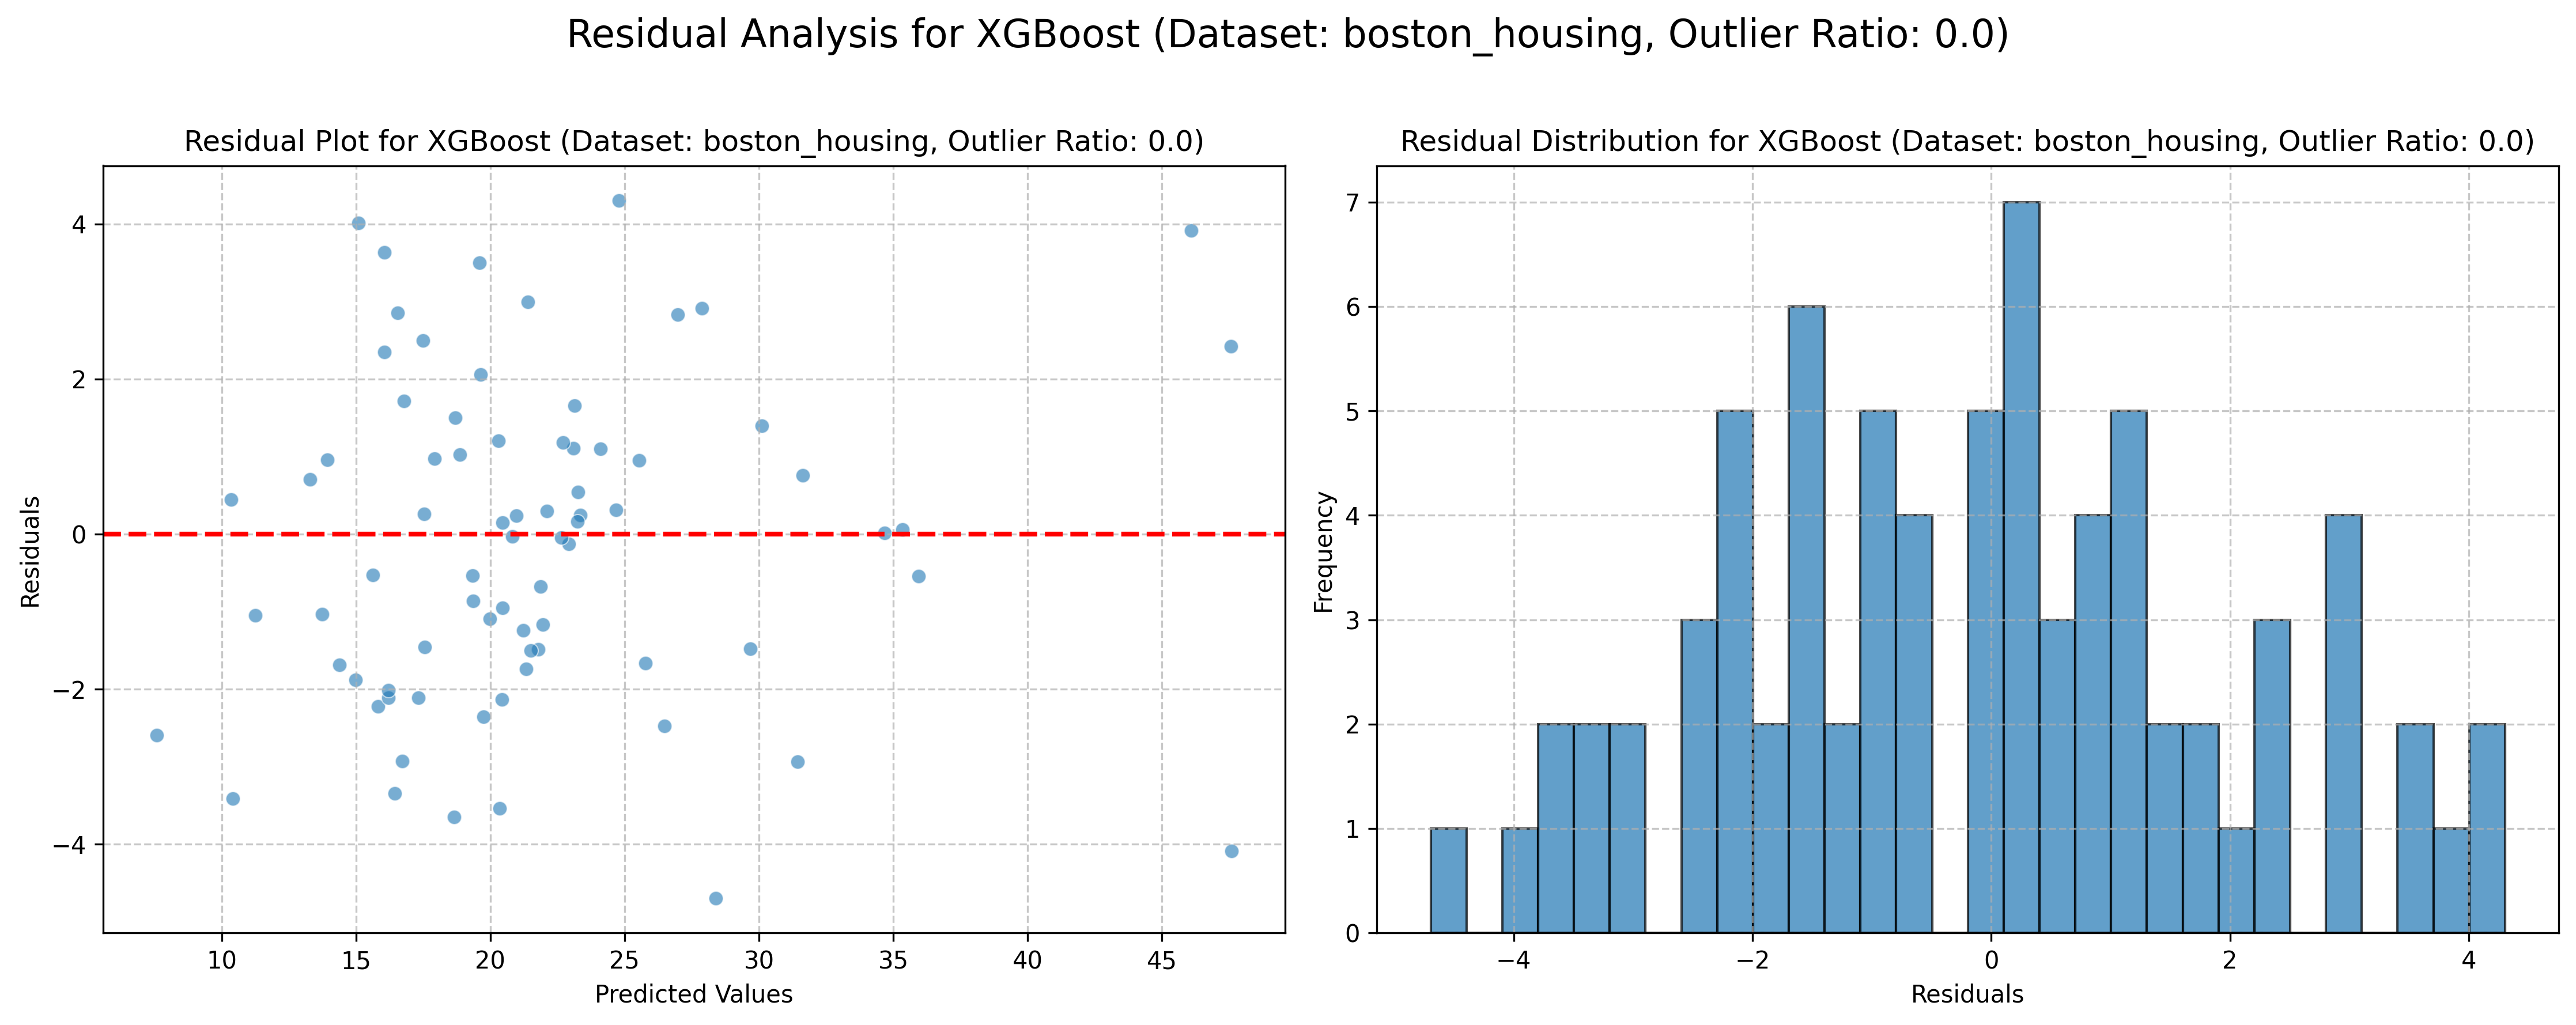 Residual Analysis for XGBoost (Dataset: boston_housing, Outlier Ratio: 0.0)
Residual Plot for XGBoost (Dataset: boston_housing, Outlier Ratio: 0.0)
4
2
0
−2
−4
Residuals
10 15 20 25 30 35 40 45
Predicted Values
Residual Distribution for XGBoost (Dataset: boston_housing, Outlier Ratio: 0.0)
7
6
5
4
3
2
1
0
Frequency
−4 −2 0 2 4
Residuals